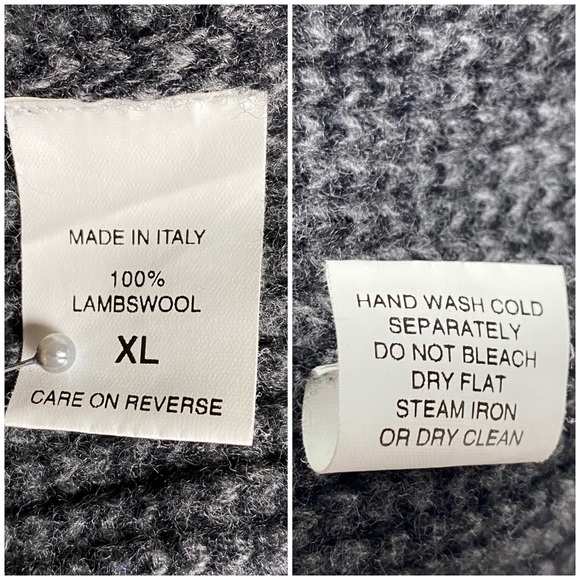 MADE IN ITALY
100%
LAMBSWOOL
XL
CARE ON REVERSE
HAND WASH COLD
SEPARATELY
DO NOT BLEACH
DRY FLAT
STEAM IRON
OR DRY CLEAN